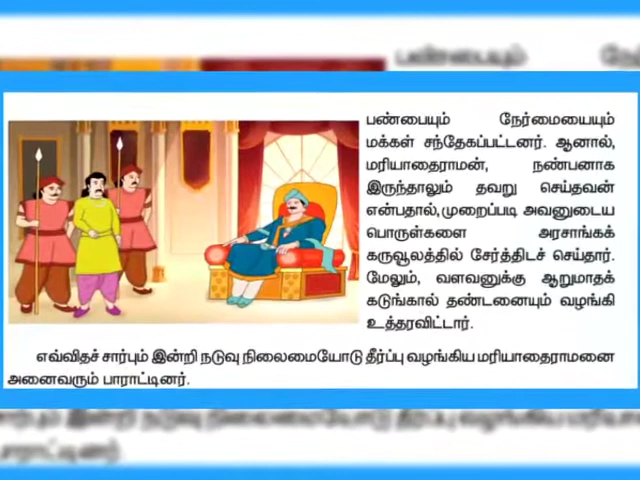 பண்பையும் நேர்மையையும்
மக்கள் சந்தேகப்பட்டனர். ஆனால்,
மரியாதைராமன், நண்பனாக
இருந்தாலும் தவறு செய்தவன்
என்பதால், முறைப்படி அவனுடைய
பொருள்களை அரசாங்கக்
கருவூலத்தில் சேர்த்திடச் செய்தார்.
மேலும், வளவனுக்கு ஆறுமாதக்
கடுங்கால் தண்டனையும் வழங்கி
உத்தரவிட்டார்.
எவ்விதச் சார்பும் இன்றி நடுவு நிலைமையோடு தீர்ப்பு வழங்கிய மரியாதைராமனை
அனைவரும் பாராட்டினர்.